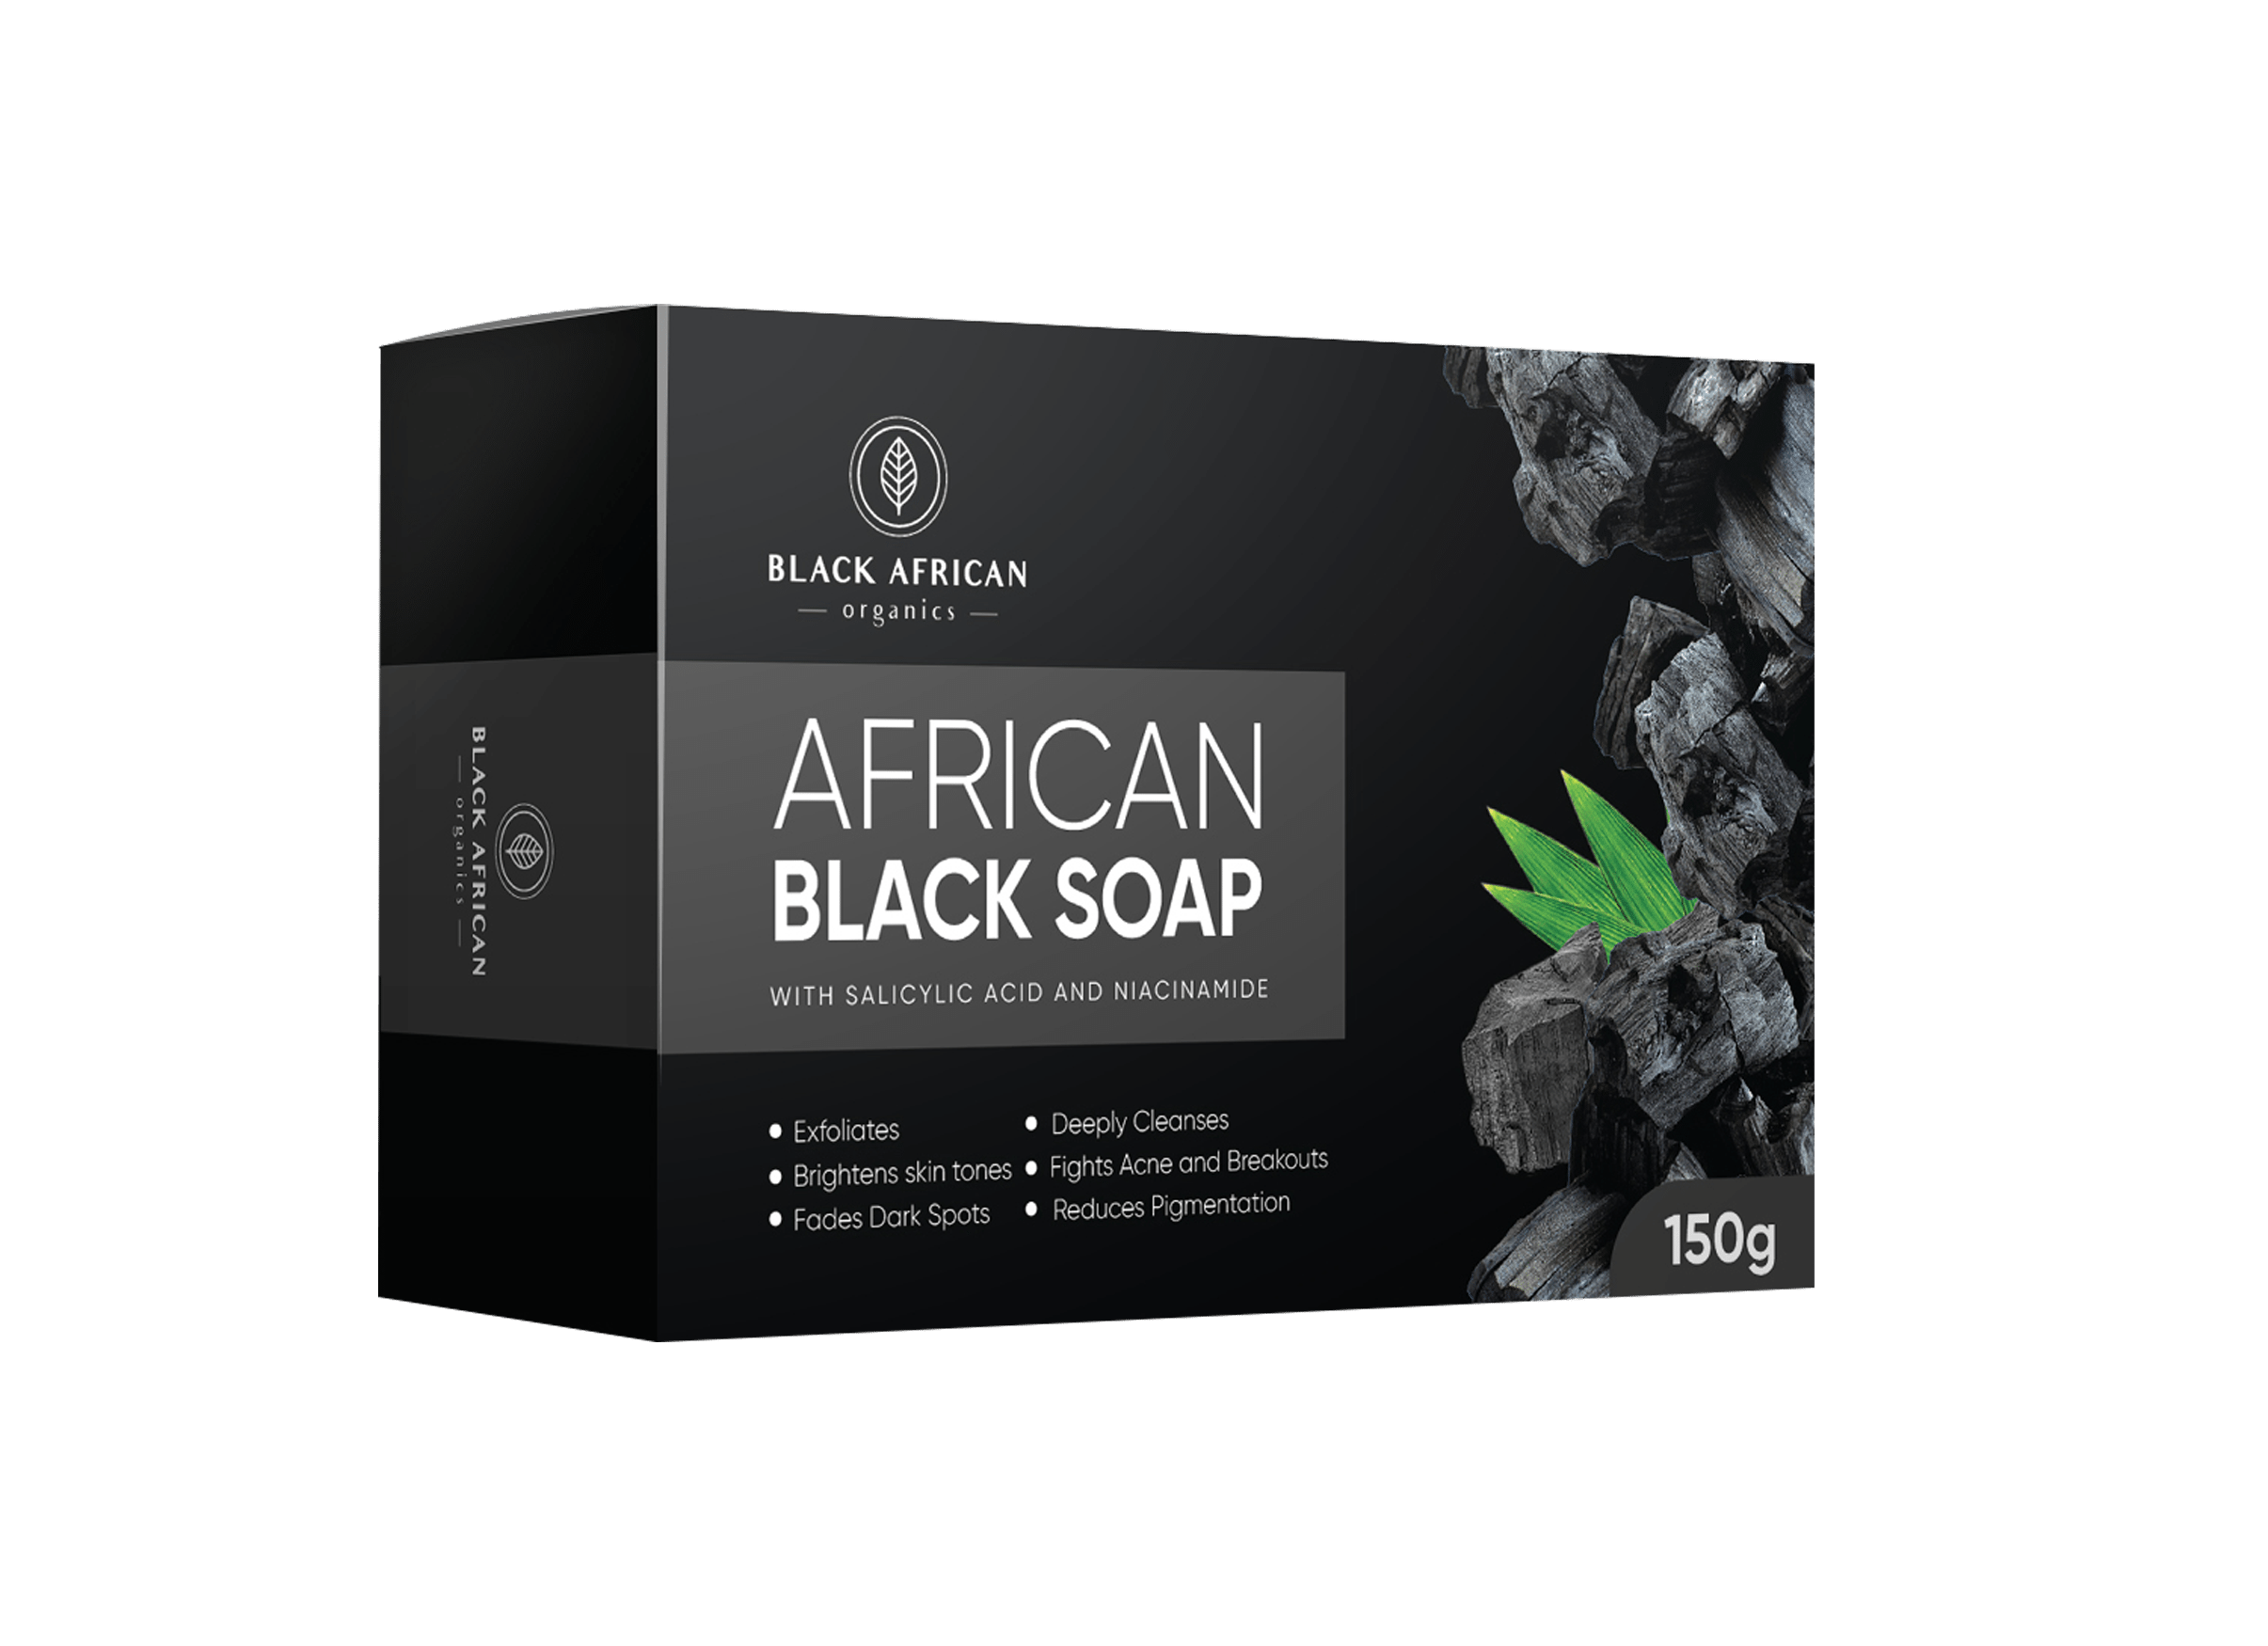 BLACK AFRICAN
organics
AFRICAN
BLACK SOAP
WITH SALICYLIC ACID AND NIACINAMIDE
Exfoliates
Brightens skin tones
Fades Dark Spots
Deeply Cleanses
Fights Acne and Breakouts
Reduces Pigmentation
150g
BLACK AFRICAN
organics